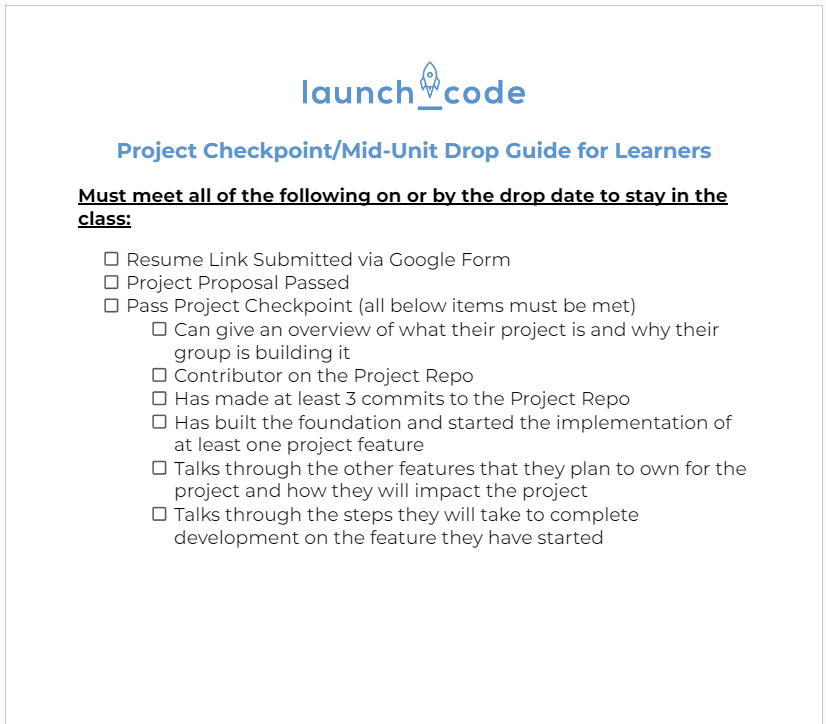 launch_code
Project Checkpoint/Mid-Unit Drop Guide for Learners
Must meet all of the following on or by the drop date to stay in the
class:
Resume Link Submitted via Google Form
Project Proposal Passed
Pass Project Checkpoint (all below items must be met)
Can give an overview of what their project is and why their
group is building it
Contributor on the Project Repo
Has made at least 3 commits to the Project Repo
Has built the foundation and started the implementation of
at least one project feature
Talks through the other features that they plan to own for the
project and how they will impact the project
Talks through the steps they will take to complete
development on the feature they have started